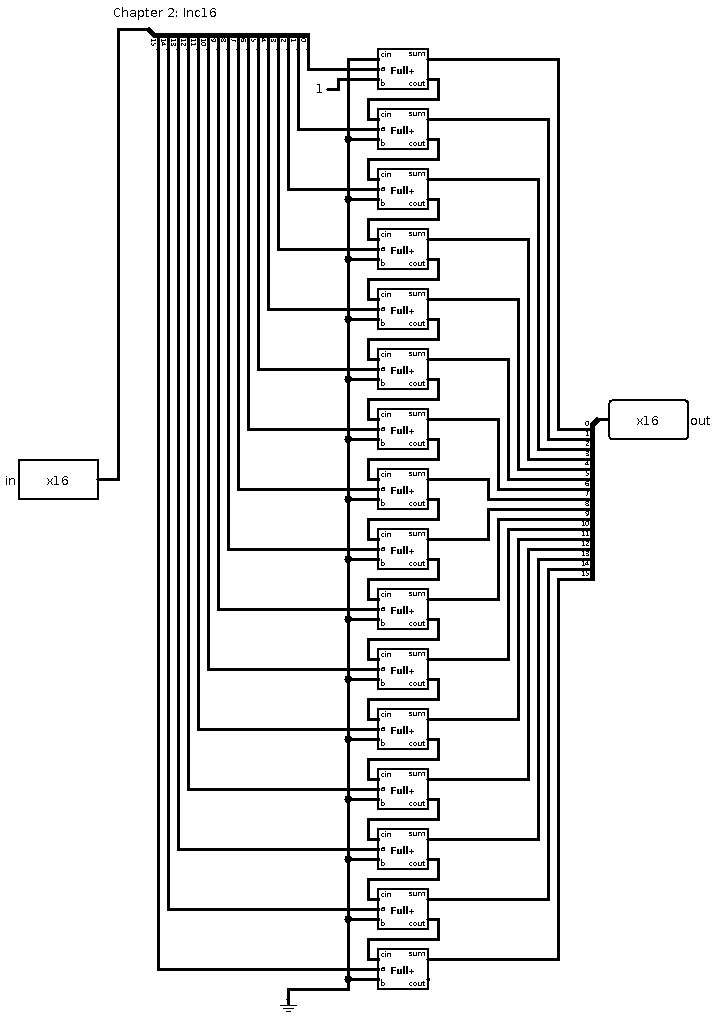 Chapter 2: Inc16
15 14 13 12 11 10 9 8 7 6 5 4 3 2 1 0
cin sum
a Full+
1 b cout
cin sum
a Full+
b cout
cin sum
a Full+
b cout
cin sum
a Full+
b cout
cin sum
a Full+
b cout
cin sum
a Full+
b cout
cin sum
a Full+
b cout
cin sum
a Full+
b cout
cin sum
a Full+
b cout
cin sum
a Full+
b cout
cin sum
a Full+
b cout
cin sum
a Full+
b cout
cin sum
a Full+
b cout
cin sum
a Full+
b cout
cin sum
a Full+
b cout
cin sum
a Full+
b cout
in x16
0
1
2
3
4
5
6
7
8
9
10
11
12
13
14
15
x16 out